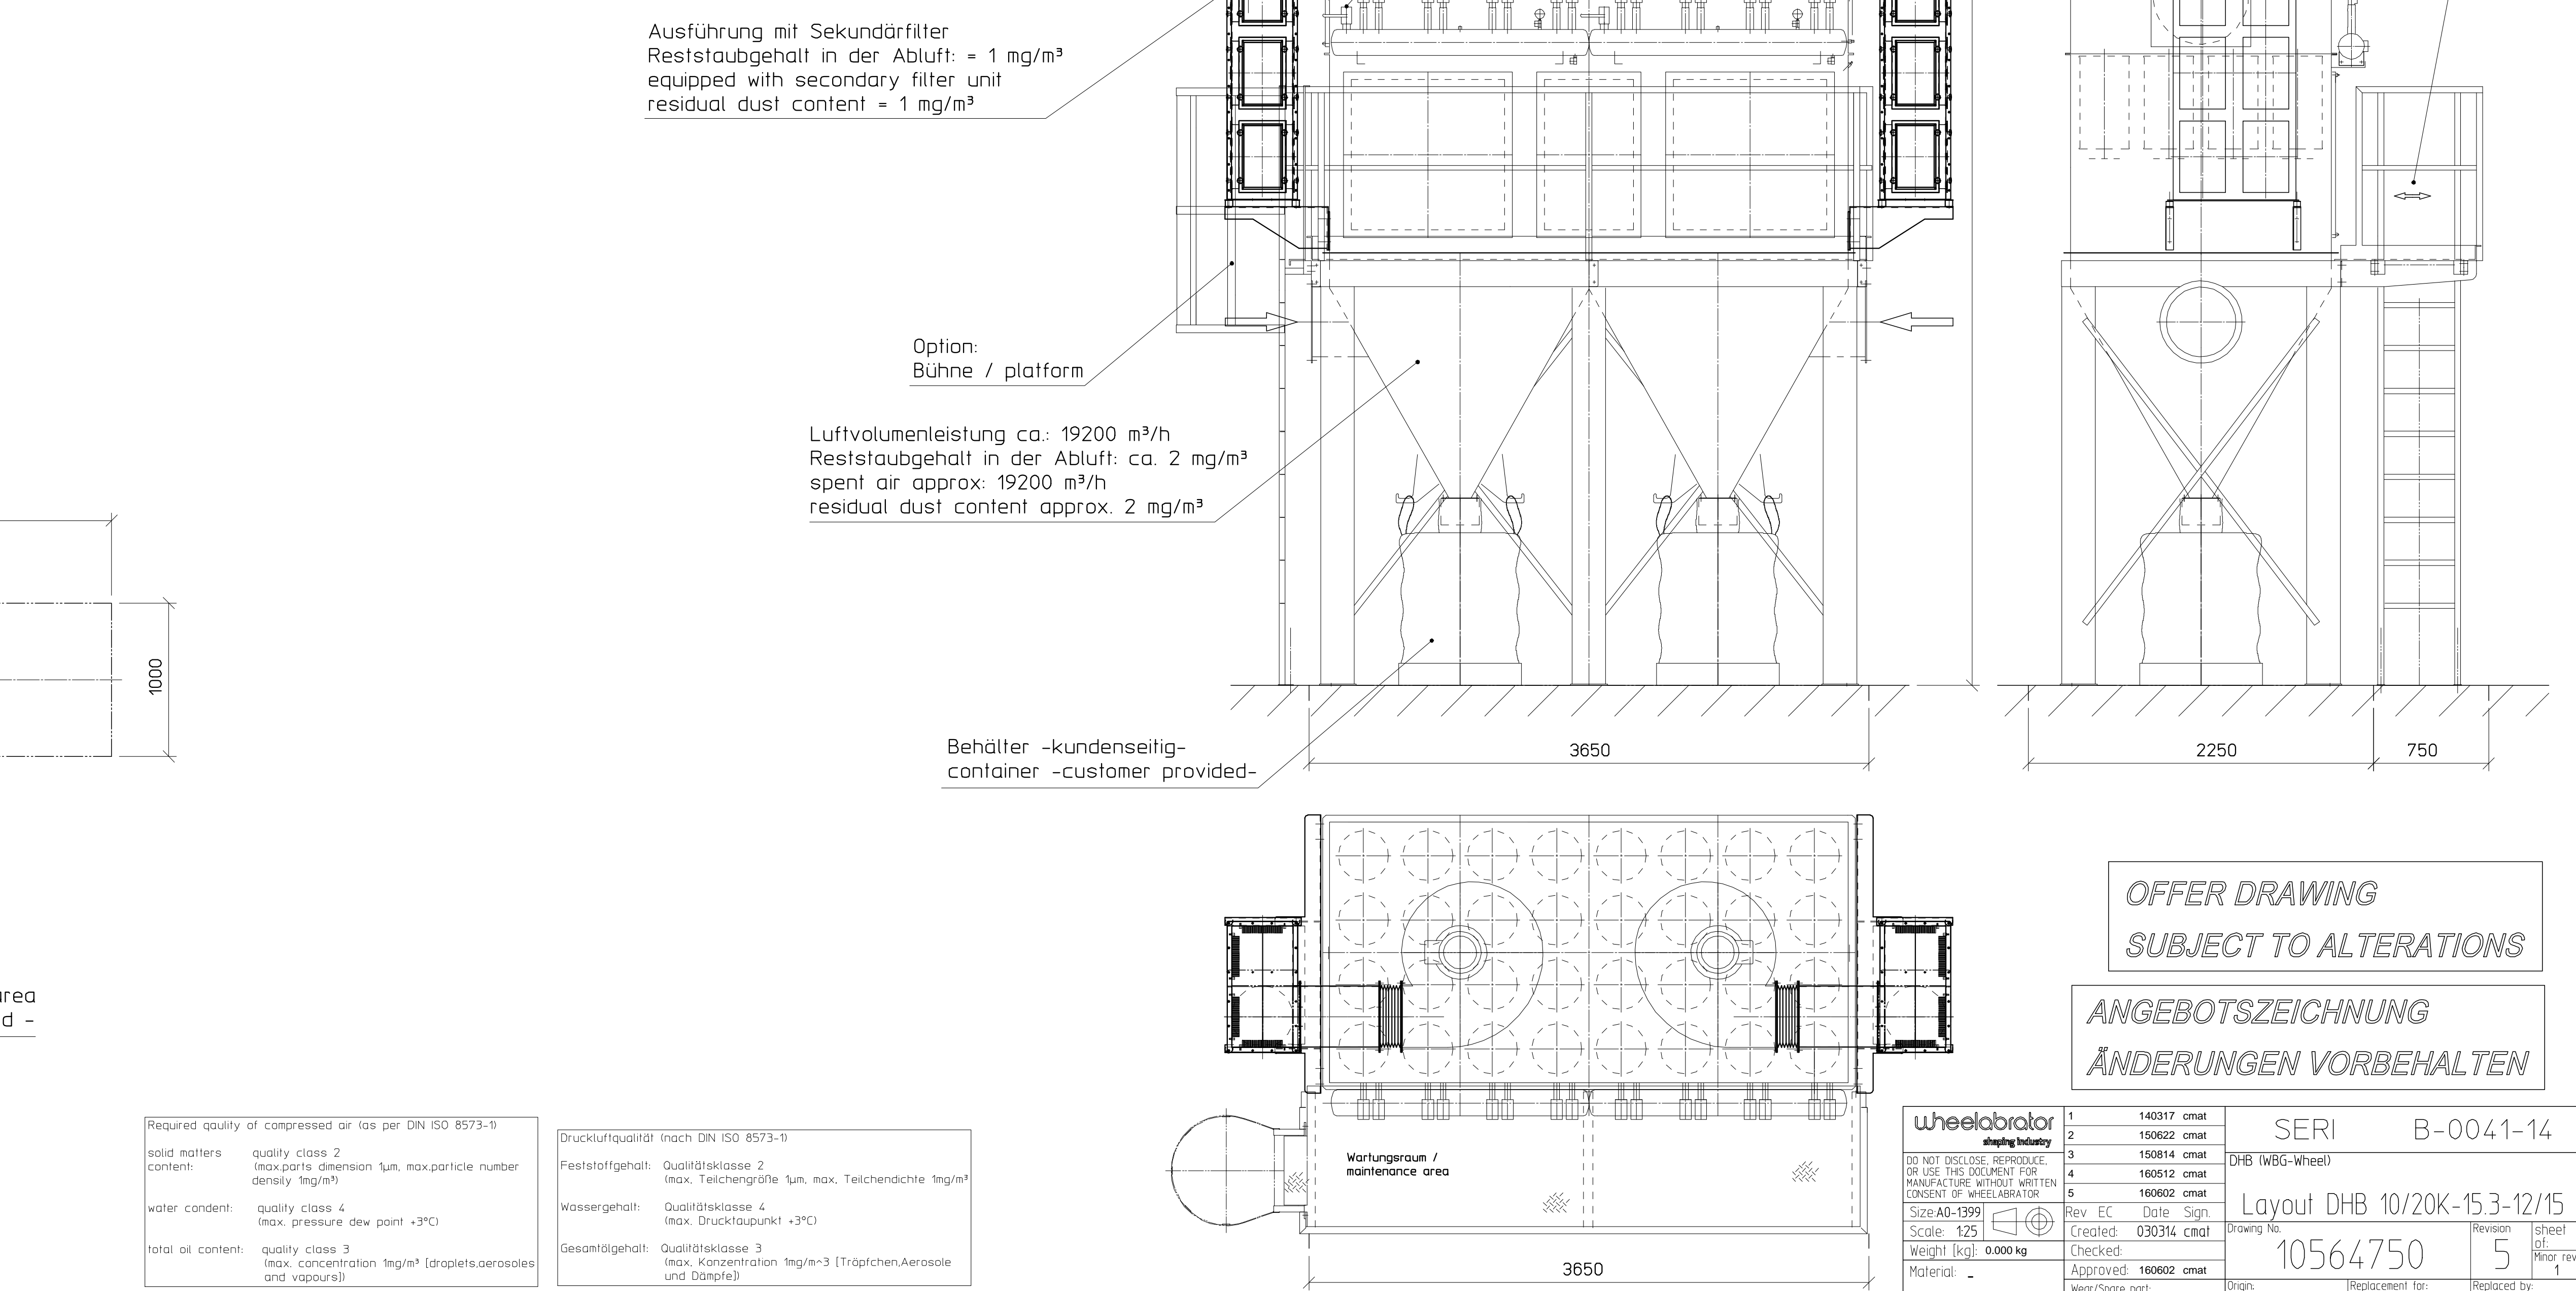 Ausführung mit Sekundärfilter
Reststaubgehalt in der Abluft: = 1 mg/m³
equipped with secondary filter unit
residual dust content = 1 mg/m³
Option:
Bühne / platform
Luftvolumenleistung ca.: 19200 m³/h
Reststaubgehalt in der Abluft: ca. 2 mg/m³
spent air approx: 19200 m³/h
residual dust content approx. 2 mg/m³
1000
Behälter -kundenseitig-
container -customer provided-
3650
2250
750
d -
Required qaulity of compressed air (as per DIN ISO 8573-1)
solid matters quality class 2
content: (max.parts dimension 1µm, max.particle number
densily 1mg/m³)
water condent: quality class 4
(max. pressure dew point +3°C)
total oil content: quality class 3
(max. concentration 1mg/m³ [droplets,aerosoles
and vapours])
Druckluftqualität (nach DIN ISO 8573-1)
Feststoffgehalt: Qualitätsklasse 2
(max, Teilchengröße 1µm, max, Teilchendichte 1mg/m³
Wassergehalt: Qualitätsklasse 4
(max. Drucktaupunkt +3°C)
Gesamtölgehalt: Qualitätsklasse 3
(max, Konzentration 1mg/m^3 [Tröpfchen,Aerosole
und Dämpfe])
Wartungsraum /
maintenance area
3650
OFFER DRAWING
SUBJECT TO ALTERATIONS
ANGEBOTSZEICHNUNG
ÄNDERUNGEN VORBEHALTEN
wheelabrator
shaping industry
DO NOT DISCLOSE, REPRODUCE,
OR USE THIS DOCUMENT FOR
MANUFACTURE WITHOUT WRITTEN
CONSENT OF WHEELABRATOR
Size:A0-1399
Scale: 1:25
Weight [kg]: 0.000 kg
Material: -
1 140317 cmat
2 150622 cmat
3 150814 cmat
4 160512 cmat
5 160602 cmat
Rev EC Date Sign.
Created: 030314 cmat
Checked:
Approved: 160602 cmat
Wear/Spare part:
SERI B-0041-14
DHB (WBG-Wheel)
Layout DHB 10/20K-15.3-12/15
Drawing No.
10564750
Revision
5
sheet
of:
Minor rev
1
Origin:
Replacement for:
Replaced by: